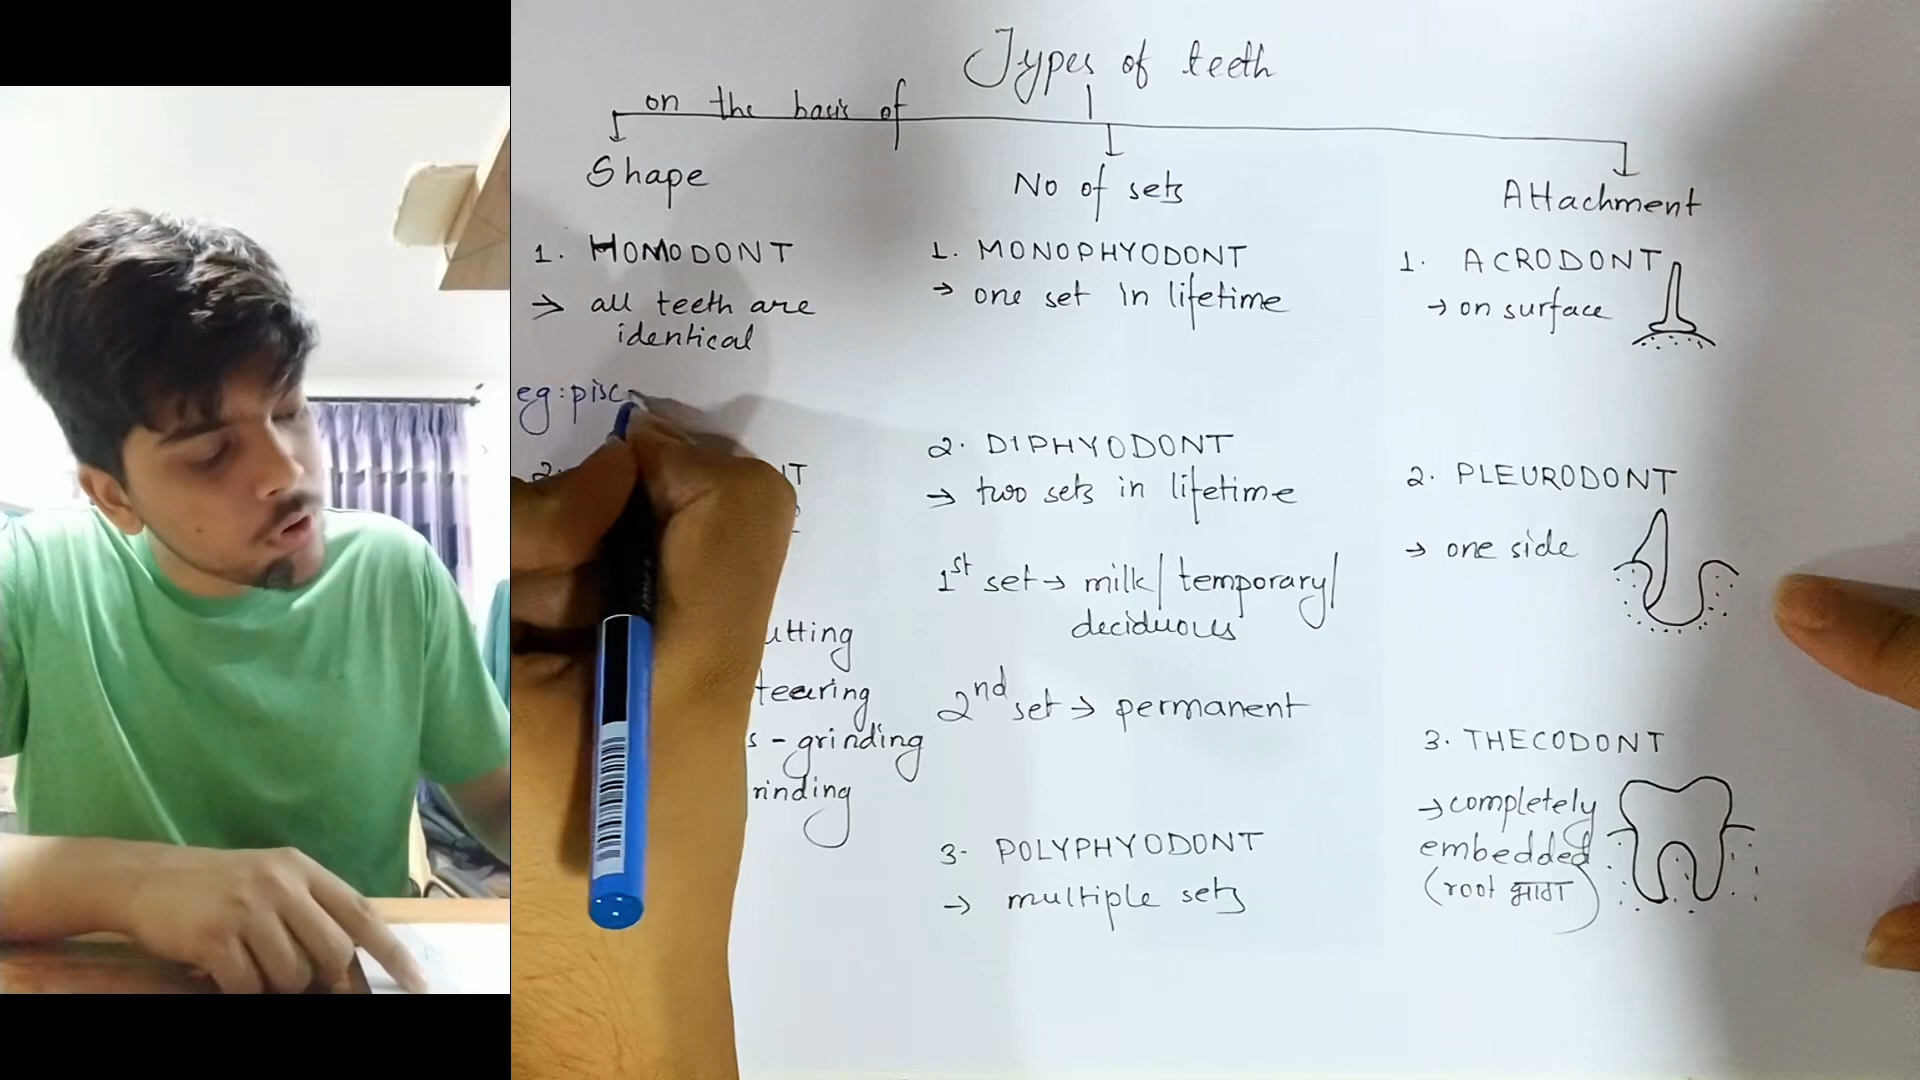 Types of teeth
on the basis of
Shape
1. HOMODONT
→ all teeth are
identical
eg: pisc
2.
utting
tearing
s - grinding
rinding
No of sets
1. MONOPHYODONT
→ one set in lifetime
2. DIPHYODONT
→ two sets in lifetime
1st set → milk/temporary/
deciduous
2nd set → permanent
3- POLYPHYODONT
→ multiple sets
Attachment
1. ACRODONT
→ on surface
2. PLEURODONT
→ one side
3. THECODONT
→ completely
embedded
(root भाग)